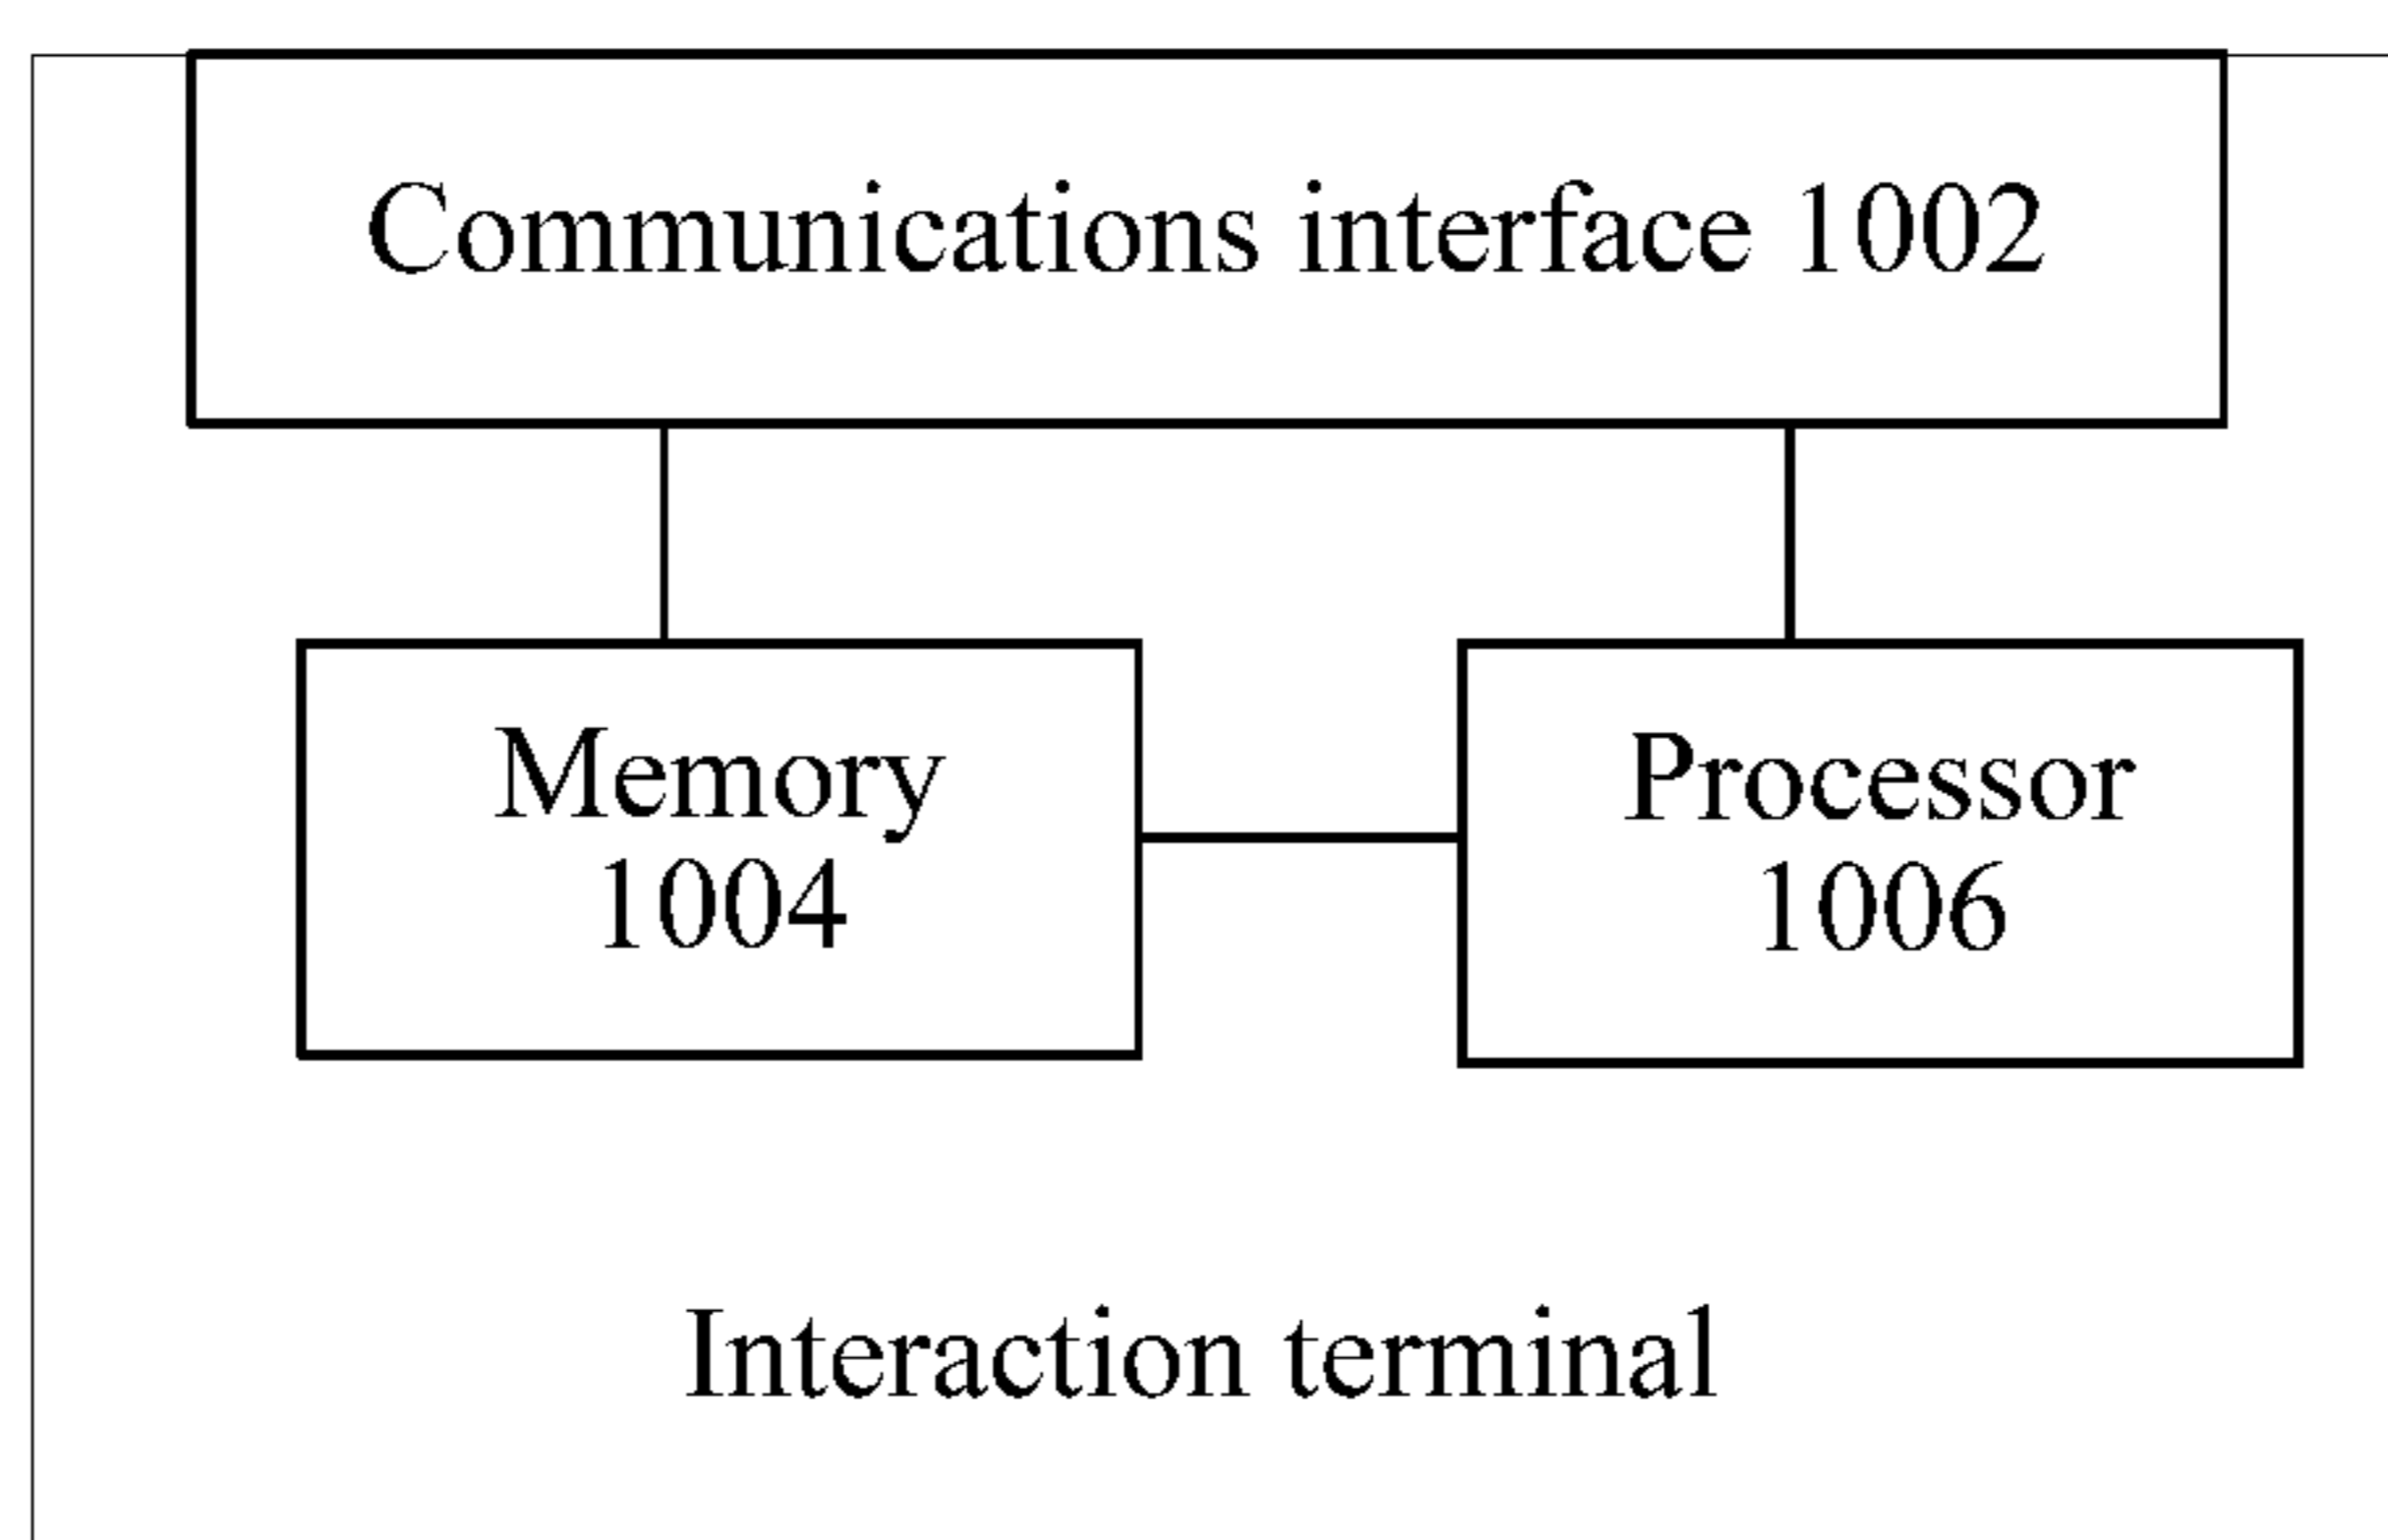 Communications interface 1002
Memory
1004
Processor
1006
Interaction terminal